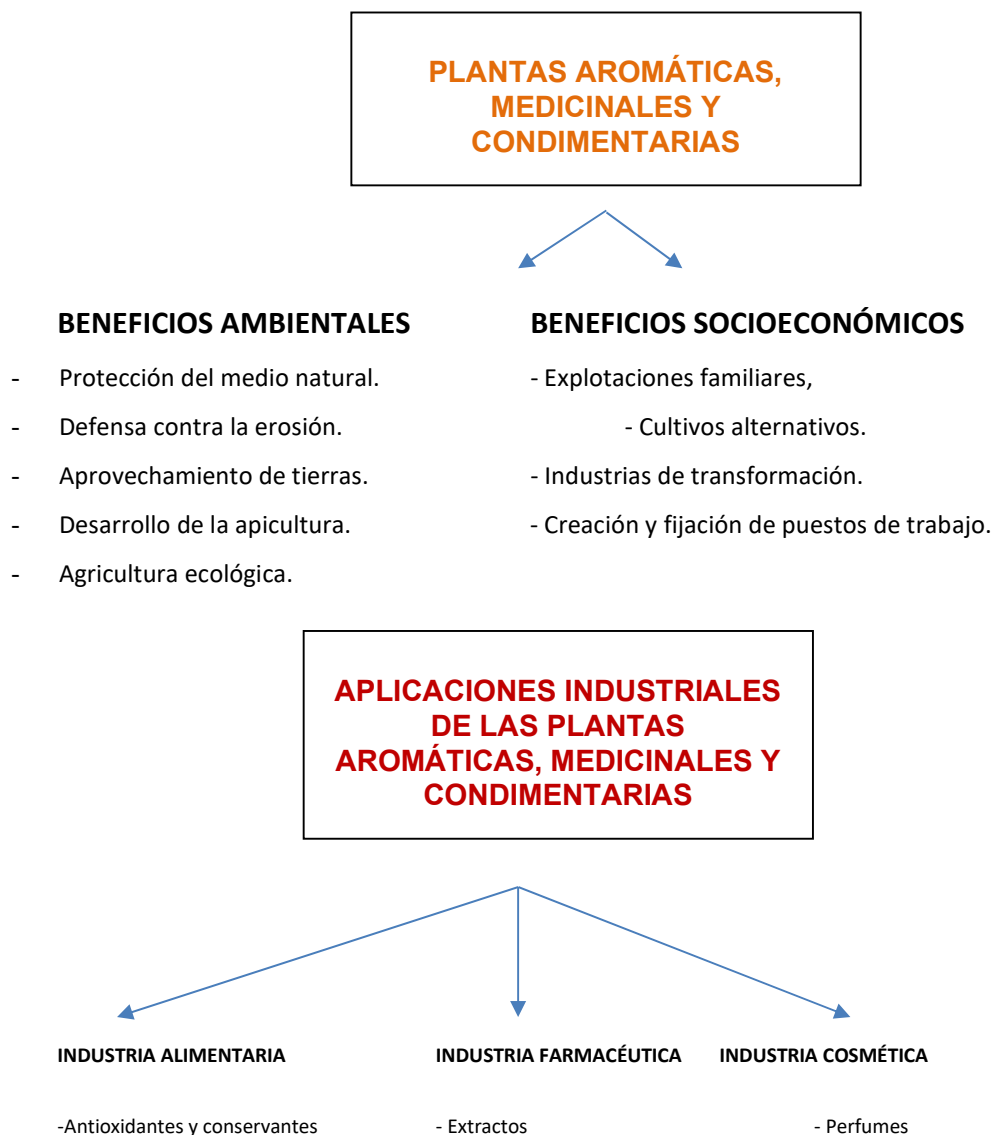 PLANTAS AROMÁTICAS,
MEDICINALES Y
CONDIMENTARIAS
BENEFICIOS AMBIENTALES
- Protección del medio natural.
- Defensa contra la erosión.
- Aprovechamiento de tierras.
- Desarrollo de la apicultura.
- Agricultura ecológica.
BENEFICIOS SOCIOECONÓMICOS
- Explotaciones familiares,
- Cultivos alternativos.
- Industrias de transformación.
- Creación y fijación de puestos de trabajo.
APLICACIONES INDUSTRIALES
DE LAS PLANTAS
AROMÁTICAS, MEDICINALES Y
CONDIMENTARIAS
INDUSTRIA ALIMENTARIA
-Antioxidantes y conservantes
INDUSTRIA FARMACÉUTICA
- Extractos
INDUSTRIA COSMÉTICA
- Perfumes